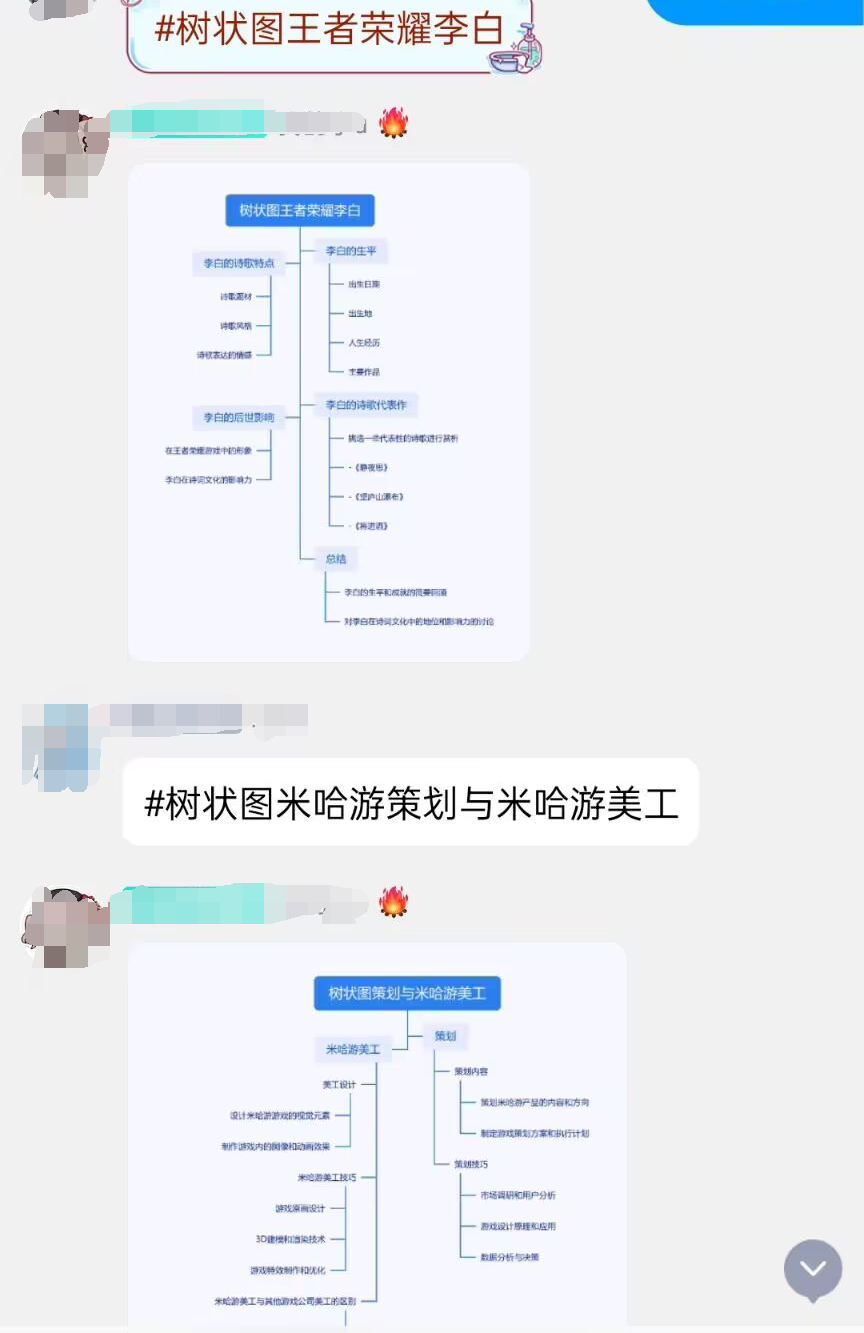 #树状图王者荣耀李白
树状图王者荣耀李白
李白的生平
出生日期
出生地
人生经历
主要作品
李白的诗歌特点
诗歌题材
诗歌风格
诗歌表达的情感
李白的诗歌代表作
挑选一些代表性的诗歌进行赏析
-《静夜思》
-《望庐山瀑布》
-《将进酒》
李白的后世影响
在王者荣耀游戏中的形象
李白在诗词文化的影响力
总结
李白的生平和成就的简要回顾
对李白在诗词文化中的地位和影响力的讨论
#树状图米哈游策划与米哈游美工
树状图策划与米哈游美工
策划
策划内容
策划米哈游产品的内容和方向
制定游戏策划方案和执行计划
策划技巧
市场调研和用户分析
游戏设计原理和应用
数据分析与决策
米哈游美工
美工设计
设计米哈游游戏的视觉元素
制作游戏内的图像和动画效果
米哈游美工技巧
游戏原画设计
3D建模和渲染技术
游戏特效制作和优化
米哈游美工与其他游戏公司美工的区别